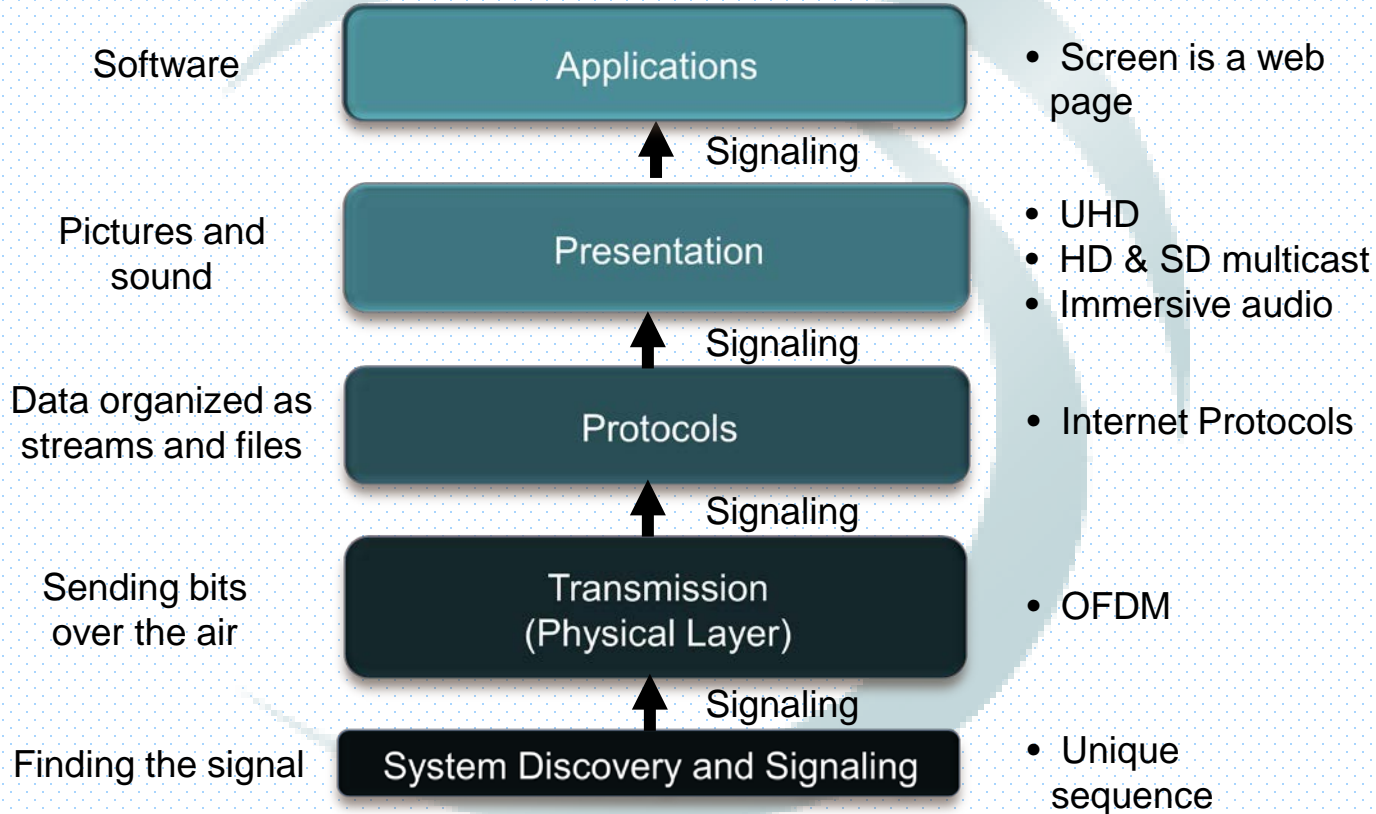 Software
Applications
• Screen is a web
page
Signaling
Pictures and
sound
Presentation
• UHD
• HD & SD multicast
• Immersive audio
Signaling
Data organized as
streams and files
Protocols
• Internet Protocols
Signaling
Sending bits
over the air
Transmission
(Physical Layer)
• OFDM
Signaling
Finding the signal
System Discovery and Signaling
• Unique
sequence